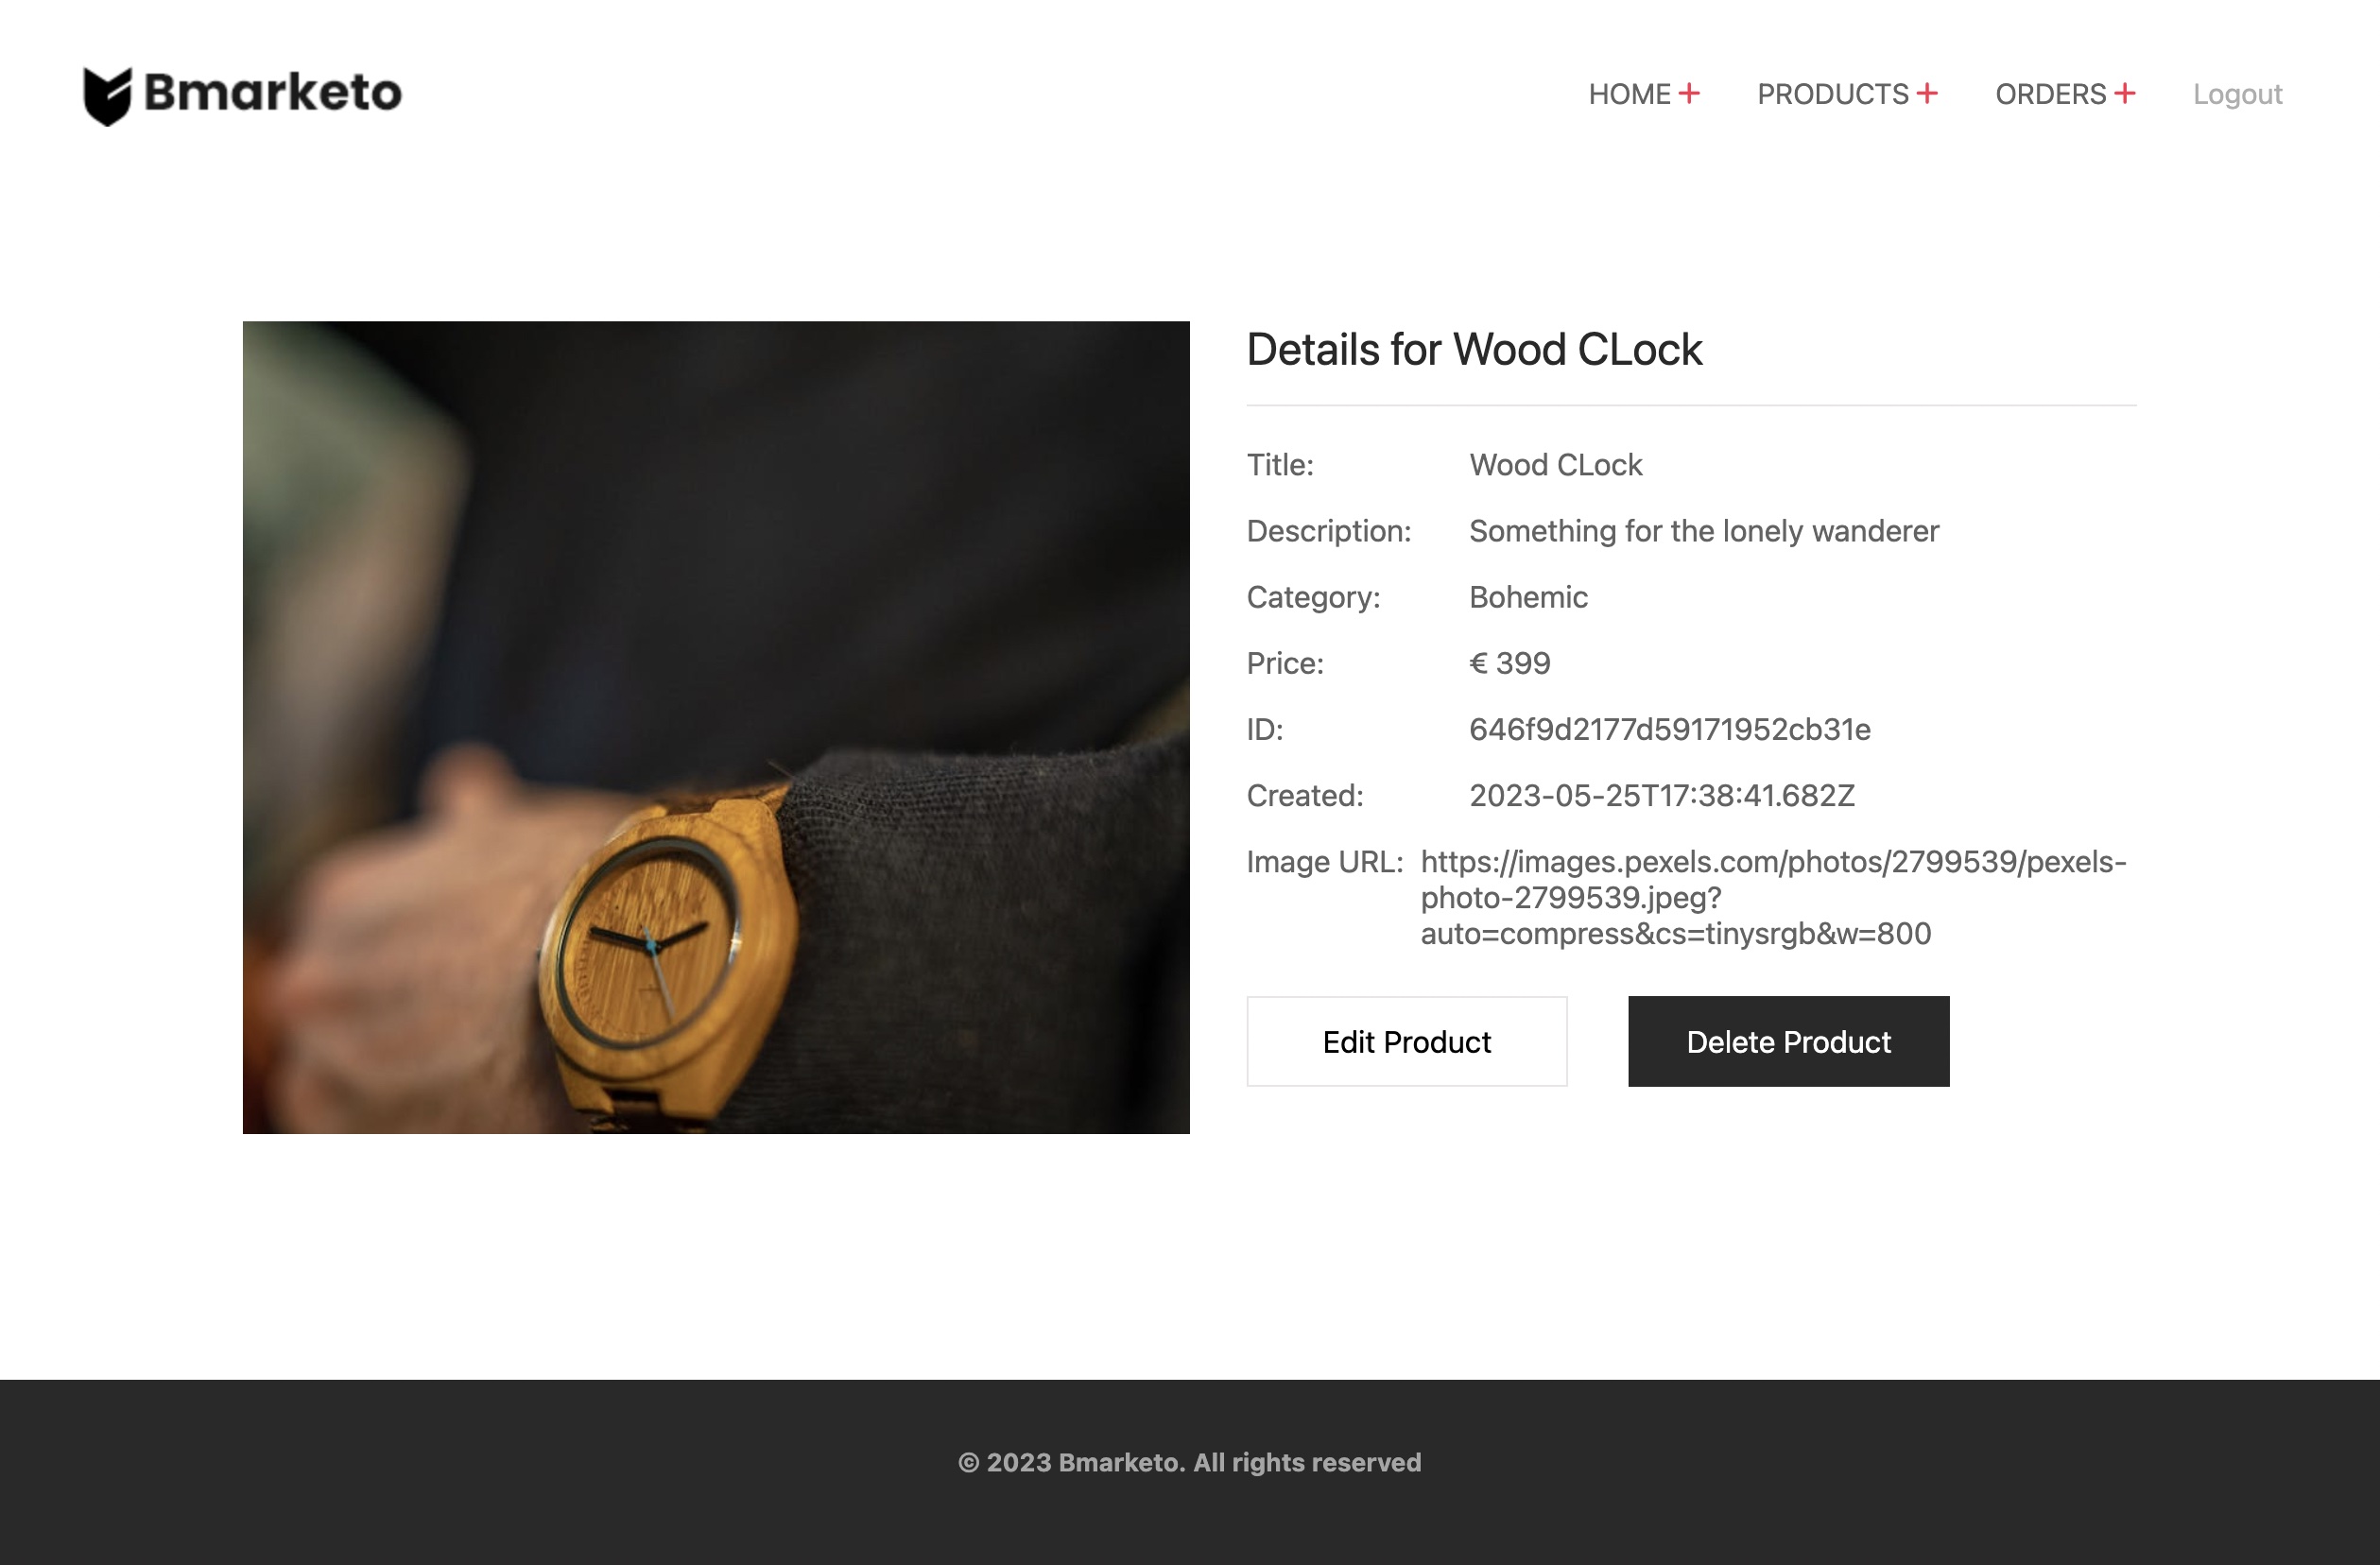 Bmarketo
HOME + PRODUCTS + ORDERS + Logout
Details for Wood CLock
Title: Wood CLock
Description: Something for the lonely wanderer
Category: Bohemic
Price: € 399
ID: 646f9d2177d59171952cb31e
Created: 2023-05-25T17:38:41.682Z
Image URL: https://images.pexels.com/photos/2799539/pexels-
photo-2799539.jpeg?
auto=compress&cs=tinysrgb&w=800
Edit Product Delete Product
© 2023 Bmarketo. All rights reserved